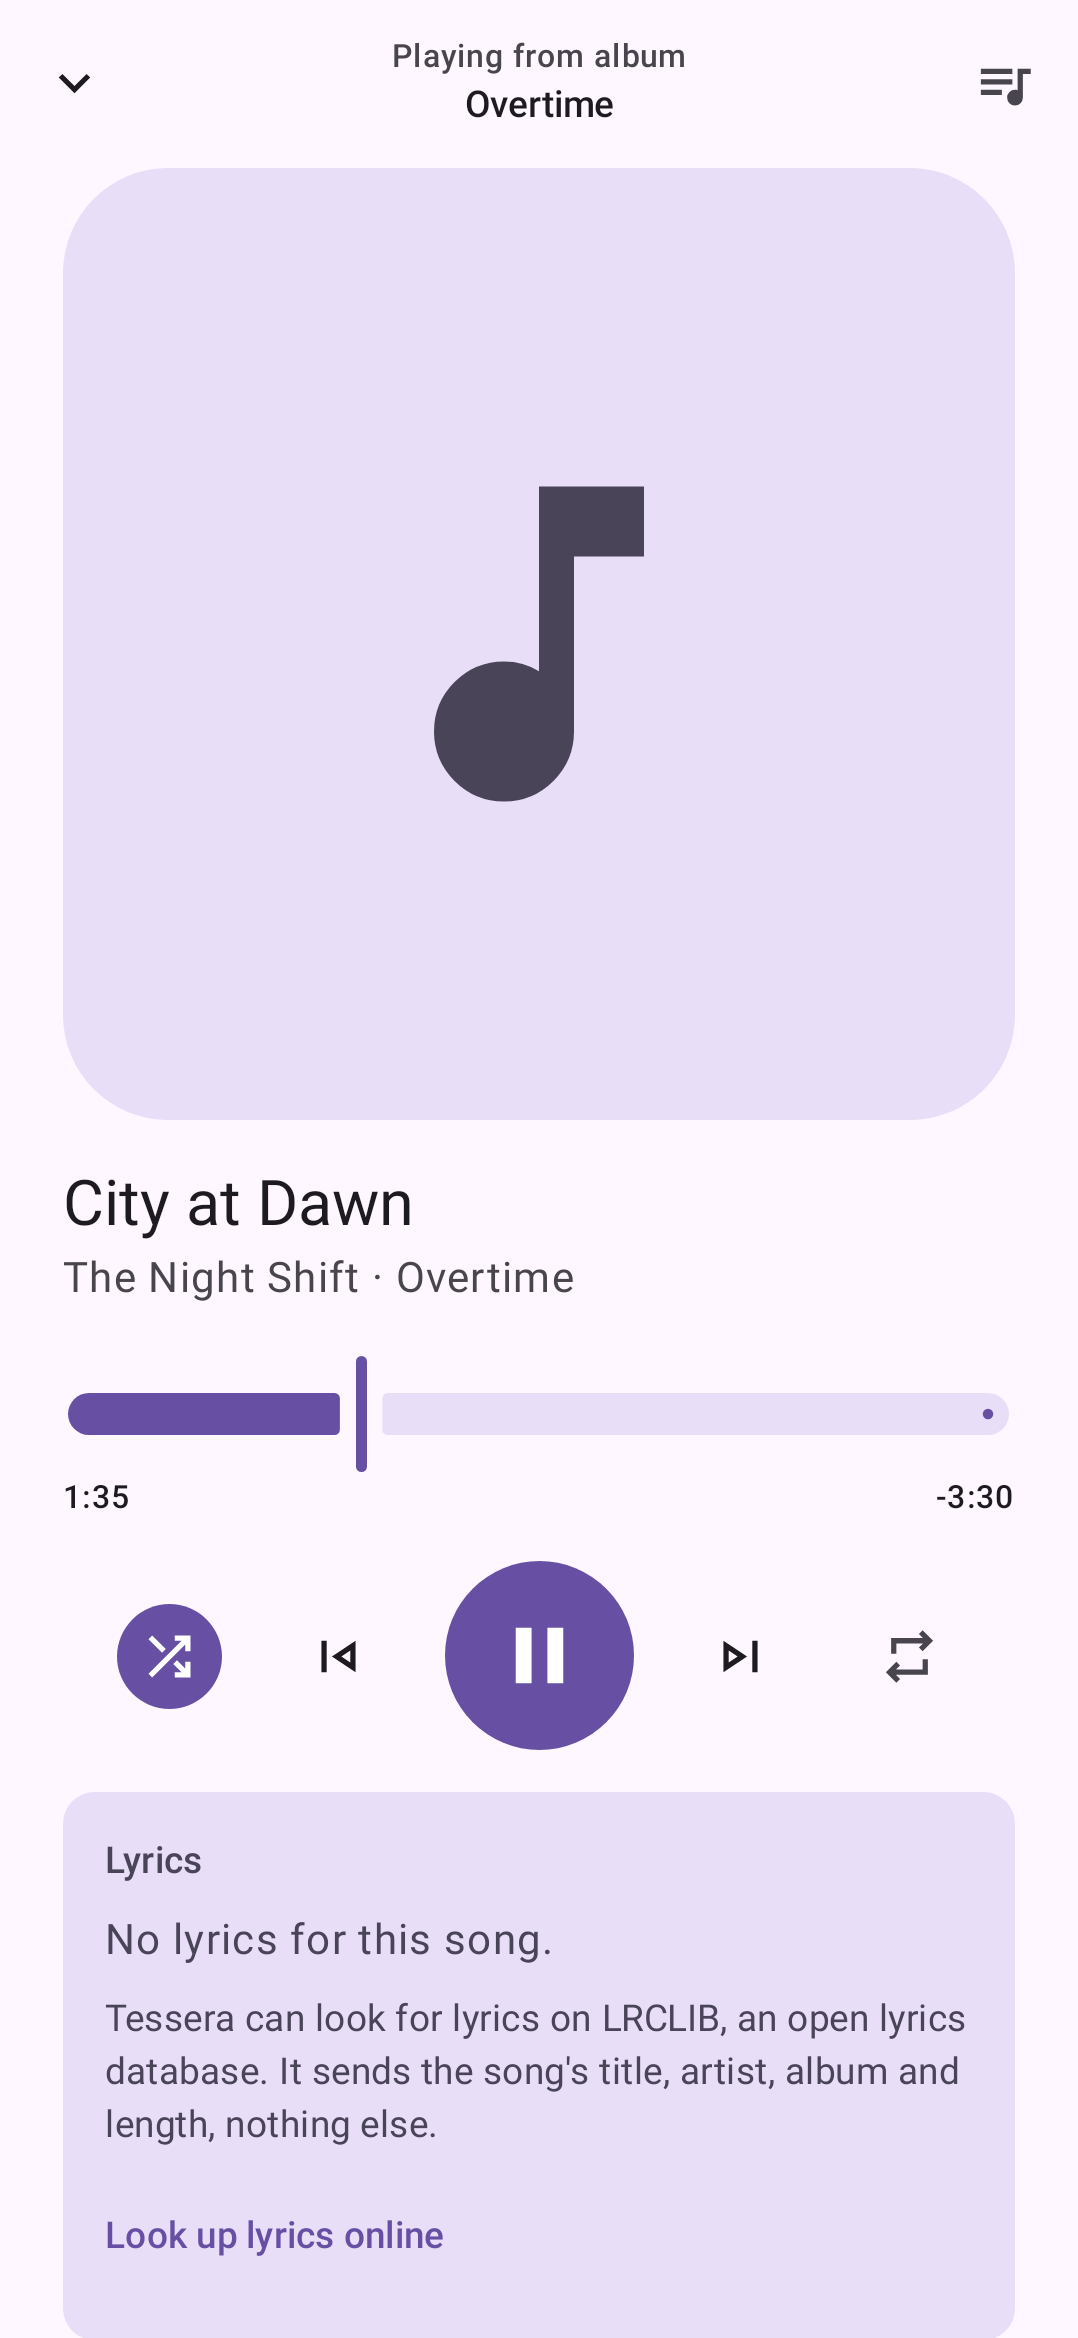 Playing from album
Overtime
City at Dawn
The Night Shift · Overtime
1:35
-3:30
Lyrics
No lyrics for this song.
Tessera can look for lyrics on LRCLIB, an open lyrics
database. It sends the song's title, artist, album and
length, nothing else.
Look up lyrics online